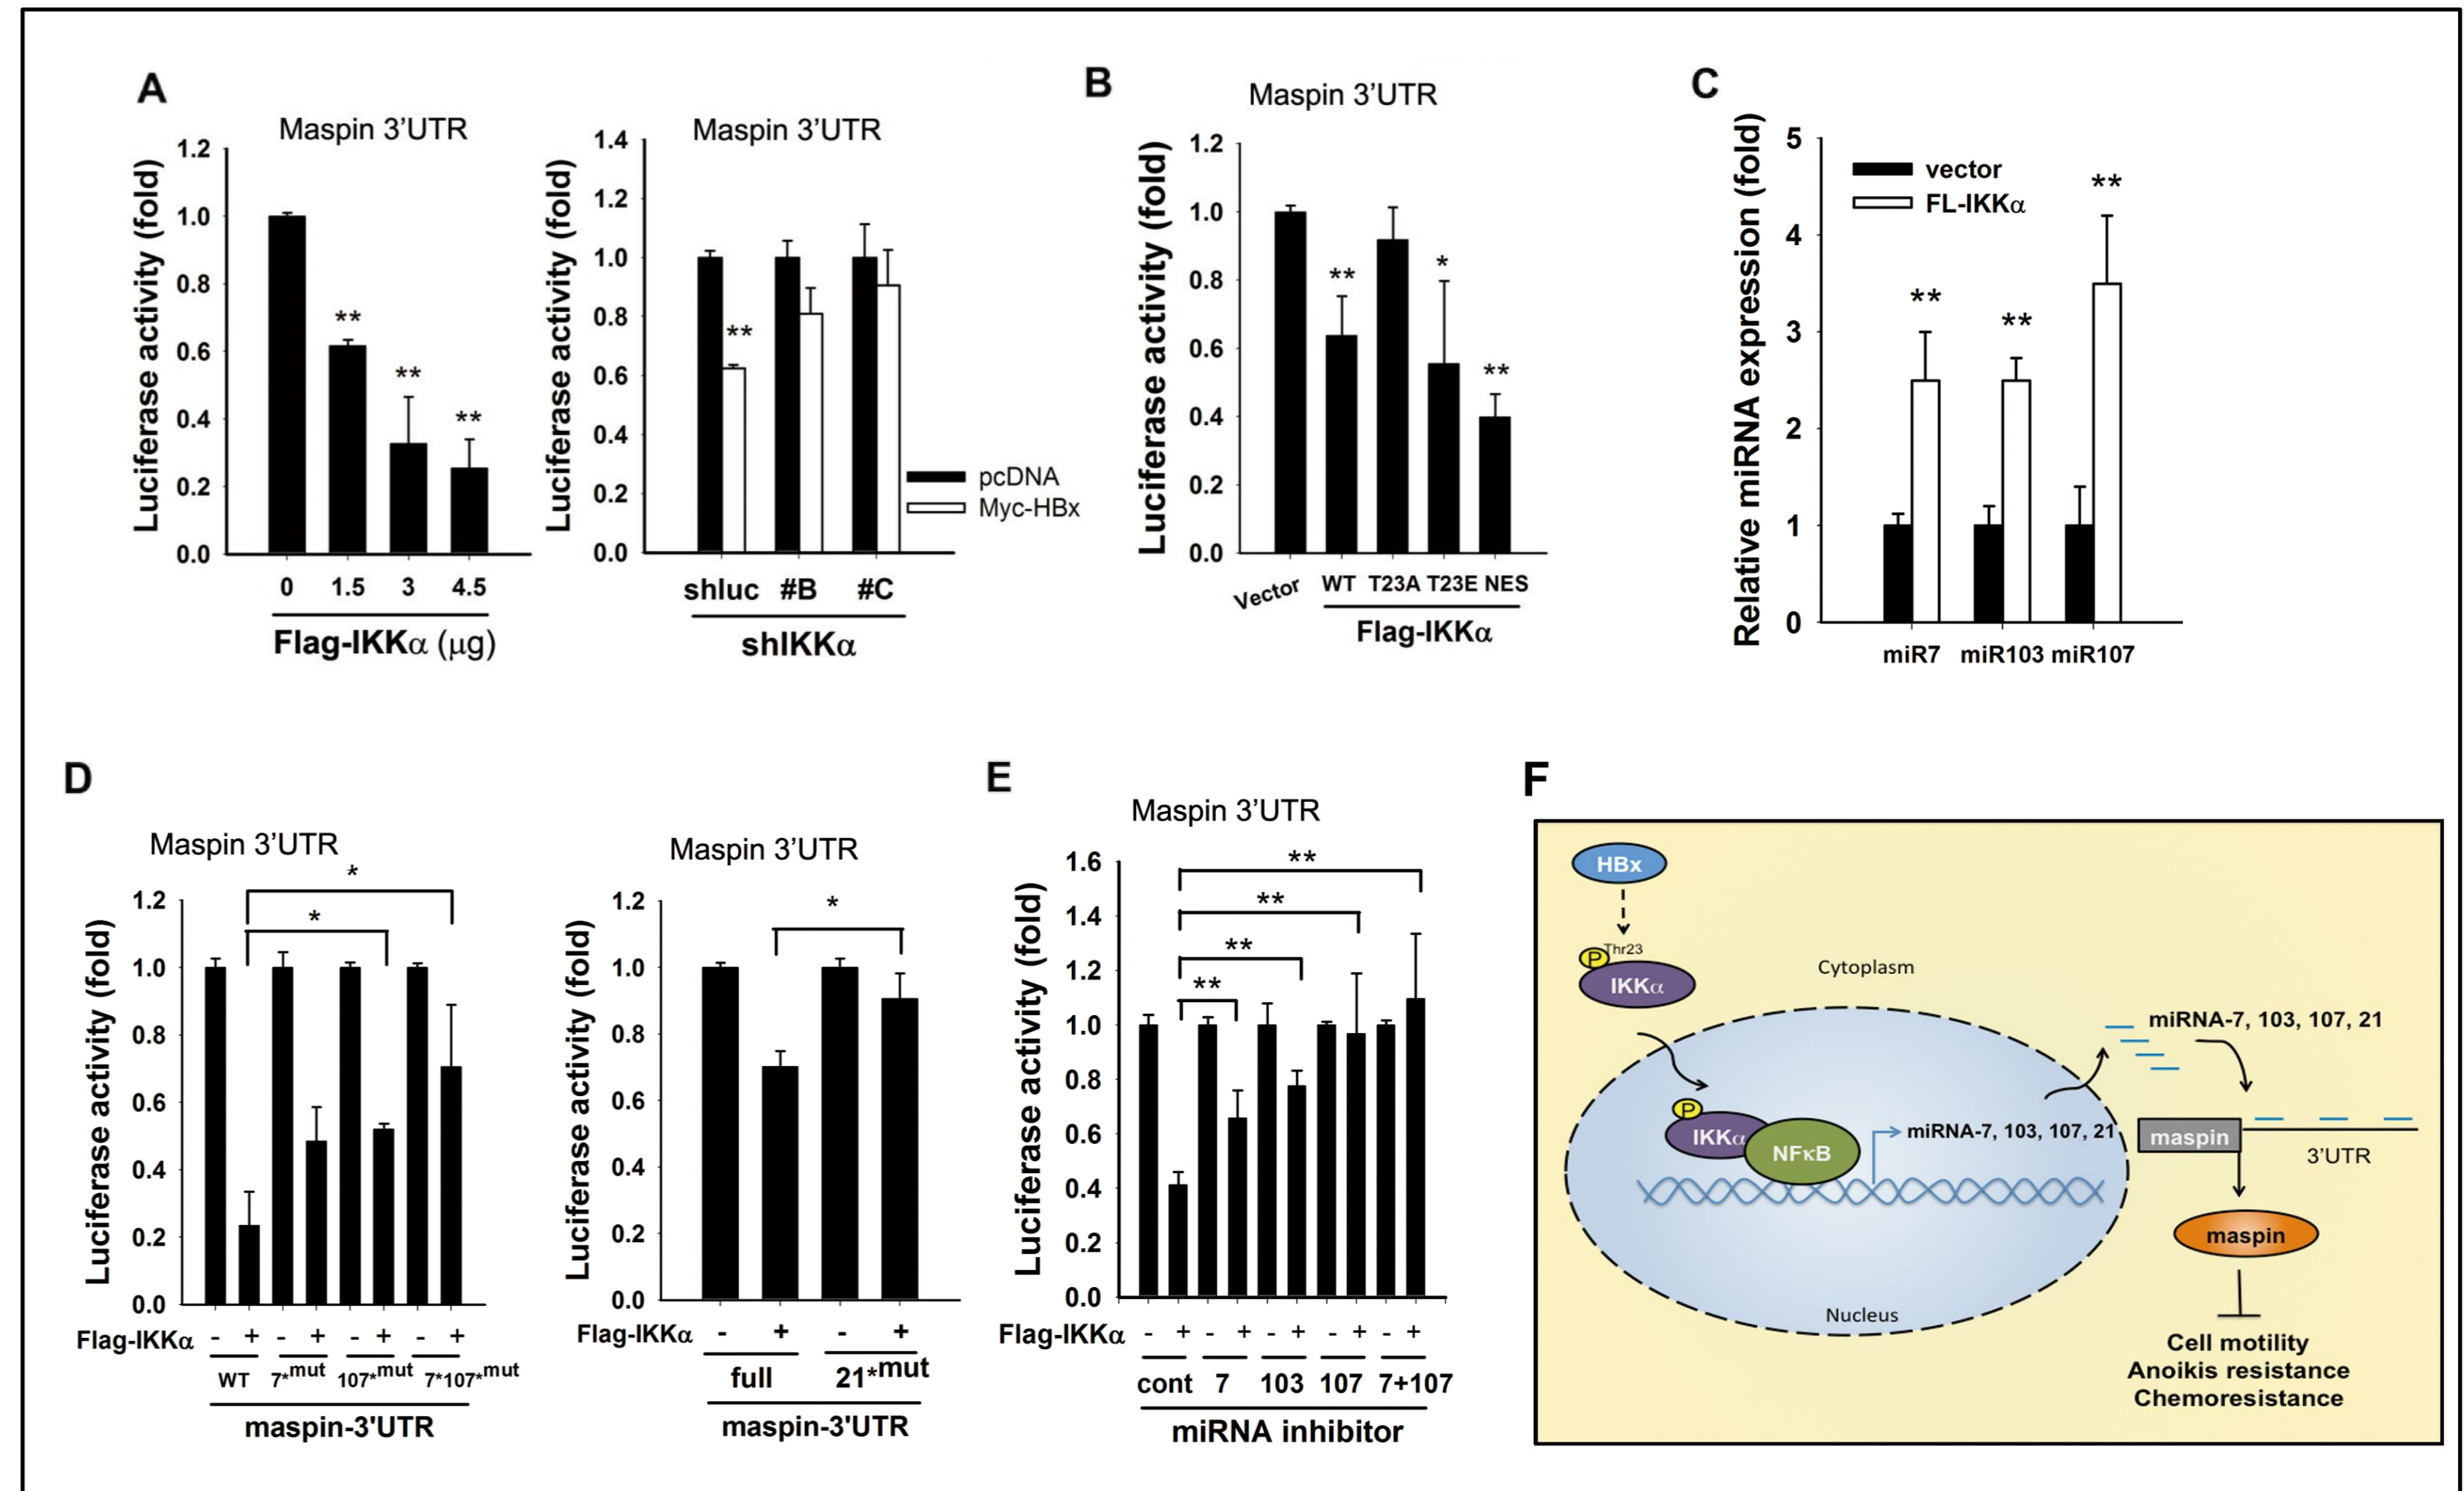 A
Maspin 3'UTR
Luciferase activity (fold)
1.2
1.0
0.8
0.6
0.4
0.2
0.0
**
**
**
0 1.5 3 4.5
Flag-IKKα (μg)
Maspin 3'UTR
Luciferase activity (fold)
1.4
1.2
1.0
0.8
0.6
0.4
0.2
0.0
**
pcDNA
Myc-HBx
shluc #B #C
shIKKα
B
Maspin 3'UTR
Luciferase activity (fold)
1.2
1.0
0.8
0.6
0.4
0.2
0.0
**
*
**
Vector WT T23A T23E NES
Flag-IKKα
C
Relative miRNA expression (fold)
5
4
3
2
1
0
vector
FL-IKKα
**
**
**
miR7 miR103 miR107
D
Maspin 3'UTR
Luciferase activity (fold)
1.2
1.0
0.8
0.6
0.4
0.2
0.0
*
*
Flag-IKKα - + - + - + - +
WT 7*mut 107*mut 7*107*mut
maspin-3'UTR
Maspin 3'UTR
Luciferase activity (fold)
1.2
1.0
0.8
0.6
0.4
0.2
0.0
*
Flag-IKKα - + - +
full 21*mut
maspin-3'UTR
E
Maspin 3'UTR
Luciferase activity (fold)
1.6
1.4
1.2
1.0
0.8
0.6
0.4
0.2
0.0
**
**
**
**
Flag-IKKα - + - + - + - + - +
cont 7 103 107 7+107
miRNA inhibitor
F
HBx
P Thr23
IKKα
Cytoplasm
miRNA-7, 103, 107, 21
P
IKKα
NFκB
miRNA-7, 103, 107, 21
maspin
3'UTR
maspin
Nucleus
Cell motility
Anoikis resistance
Chemoresistance